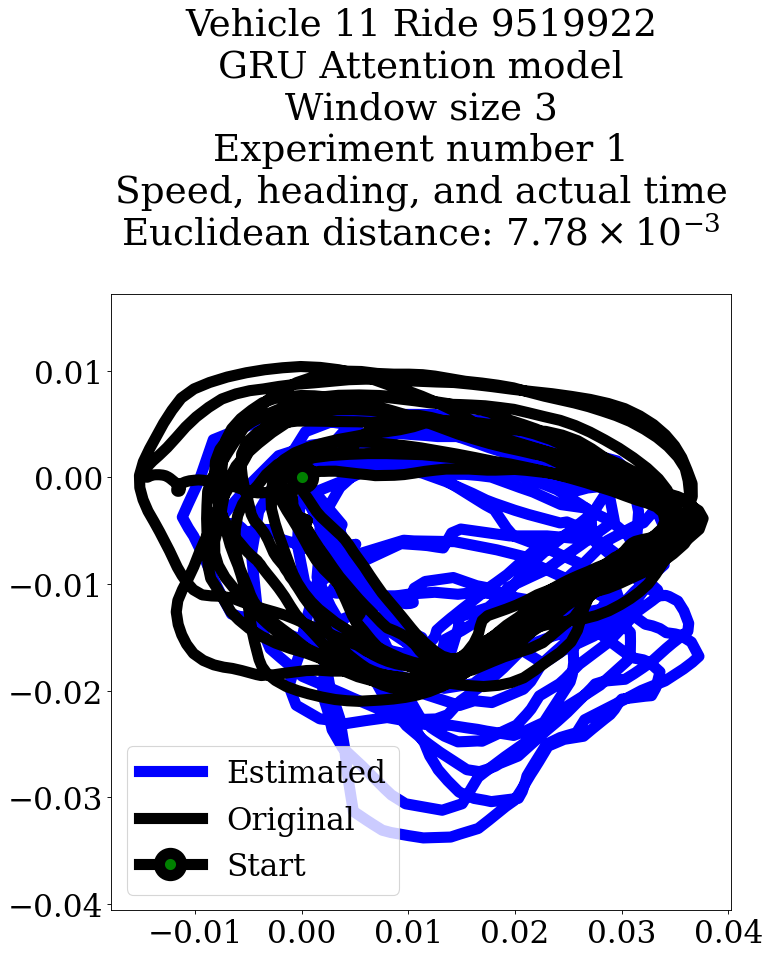 Vehicle 11 Ride 9519922
GRU Attention model
Window size 3
Experiment number 1
Speed, heading, and actual time
Euclidean distance: 7.78 × 10⁻³
0.01
0.00
−0.01
−0.02
−0.03
−0.04
Estimated
Original
Start
−0.01 0.00 0.01 0.02 0.03 0.04